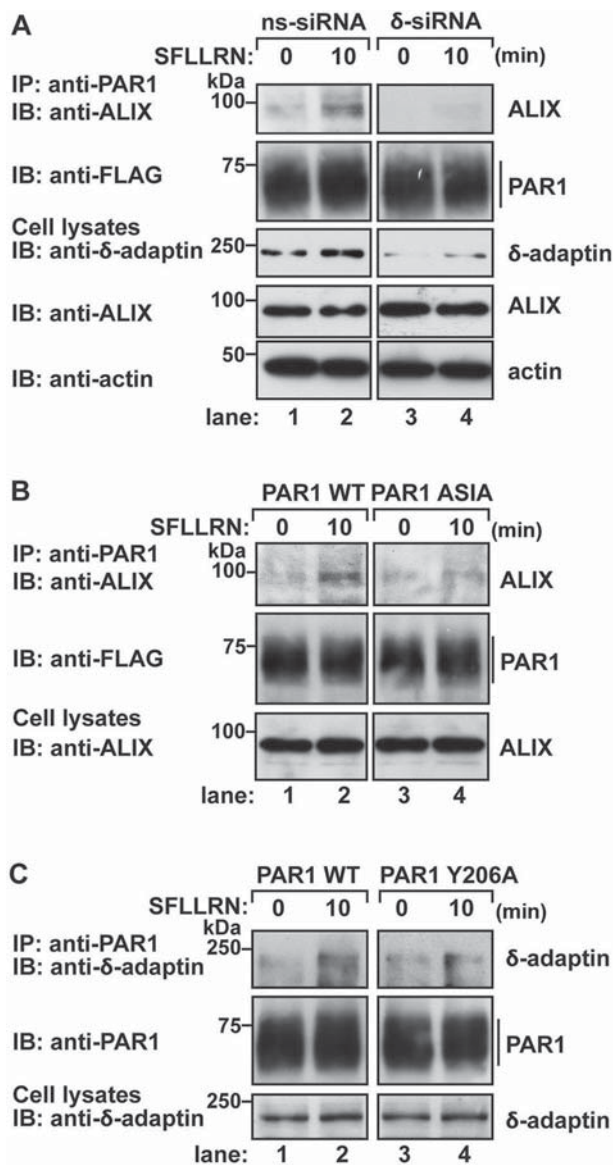 A
ns-siRNA δ-siRNA
SFLLRN: 0 10 0 10 (min)
IP: anti-PAR1 kDa
IB: anti-ALIX 100 ALIX
IB: anti-FLAG 75 PAR1
Cell lysates
IB: anti-δ-adaptin 250 δ-adaptin
IB: anti-ALIX 100 ALIX
IB: anti-actin 50 actin
lane: 1 2 3 4
B
PAR1 WT PAR1 ASIA
SFLLRN: 0 10 0 10 (min)
IP: anti-PAR1 kDa
IB: anti-ALIX 100 ALIX
IB: anti-FLAG 75 PAR1
Cell lysates
IB: anti-ALIX 100 ALIX
lane: 1 2 3 4
C
PAR1 WT PAR1 Y206A
SFLLRN: 0 10 0 10 (min)
IP: anti-PAR1 kDa
IB: anti-δ-adaptin 250 δ-adaptin
IB: anti-PAR1 75 PAR1
Cell lysates
IB: anti-δ-adaptin 250 δ-adaptin
lane: 1 2 3 4